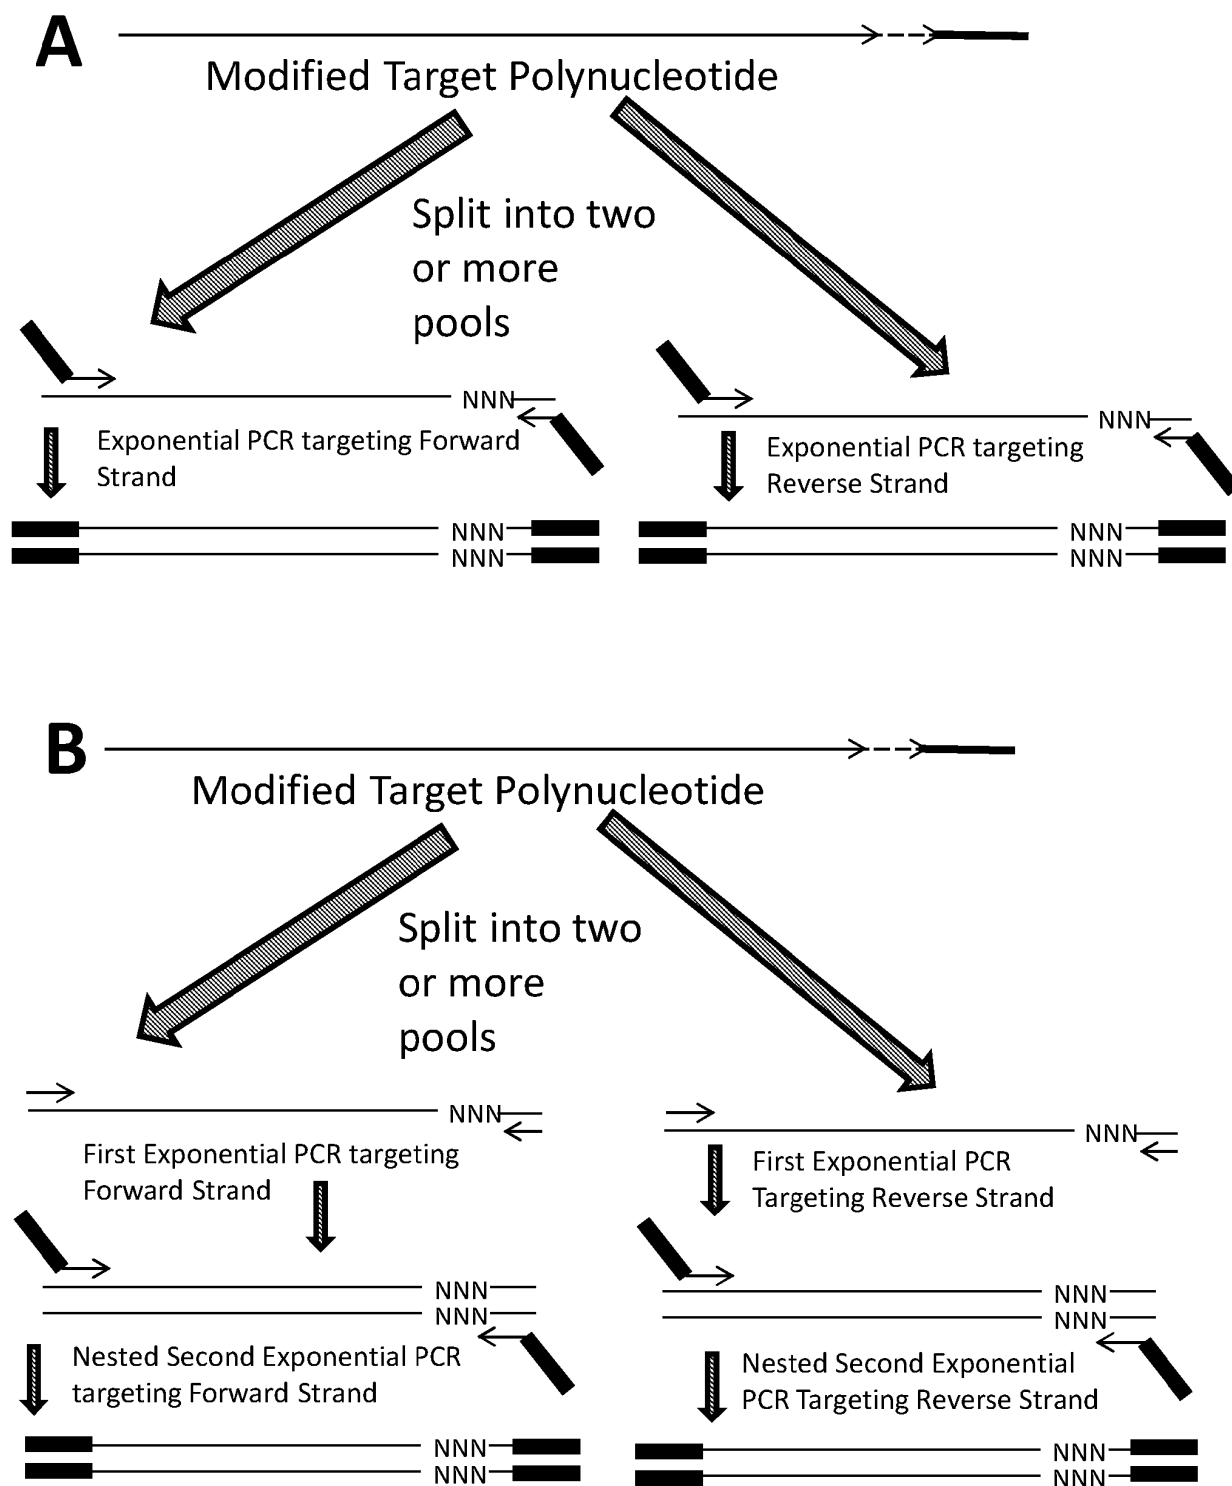 A
Modified Target Polynucleotide
Split into two
or more
pools
NNN
Exponential PCR targeting Forward
Strand
NNN
NNN
NNN
Exponential PCR targeting
Reverse Strand
NNN
NNN
B
Modified Target Polynucleotide
Split into two
or more
pools
NNN
First Exponential PCR targeting
Forward Strand
NNN
NNN
Nested Second Exponential PCR
targeting Forward Strand
NNN
NNN
NNN
First Exponential PCR
Targeting Reverse Strand
NNN
NNN
Nested Second Exponential
PCR Targeting Reverse Strand
NNN
NNN